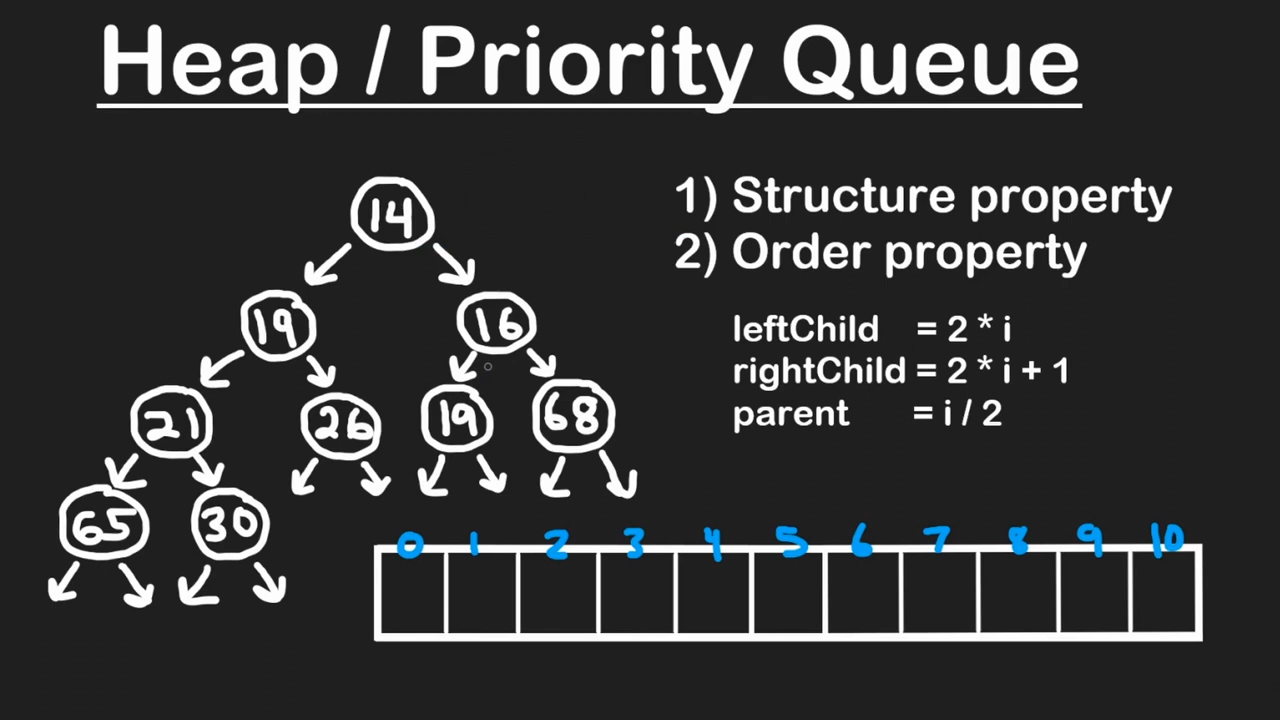 Heap / Priority Queue
14
19 16
21 26 19 68
65 30
1) Structure property
2) Order property
leftChild = 2 * i
rightChild = 2 * i + 1
parent = i / 2
0 1 2 3 4 5 6 7 8 9 10